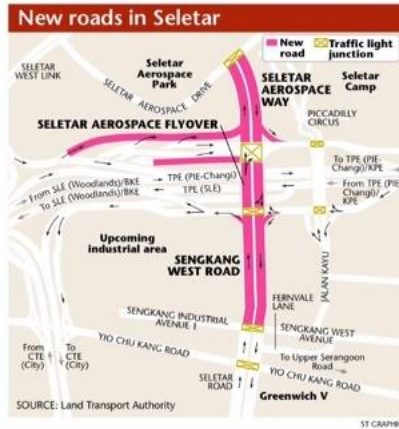 New roads in Seletar
New
road
Traffic light
junction
SELETAR
WEST LINK
Seletar
Aerospace
Park
SELETAR AEROSPACE DRIVE
SELETAR
AEROSPACE
WAY
Seletar
Camp
PICCADILLY
CIRCUS
SELETAR AEROSPACE FLYOVER
To TPE (PIE-
Changi)/KPE
From TPE (PIE-
Changi)/
KPE
TPE (PIE-Changi)
TPE (SLE)
From SLE (Woodlands)/BKE
To SLE (Woodlands)/BKE
Upcoming
industrial area
SENGKANG
WEST ROAD
JALAN KAYU
FERNVALE
LANE
SENGKANG INDUSTRIAL
AVENUE 1
SENGKANG WEST
AVENUE
YIO CHU KANG ROAD
From
CTE
(City)
To
CTE
(City)
To Upper Serangoon
Road
SELETAR
ROAD
YIO CHU KANG ROAD
Greenwich V
SOURCE: Land Transport Authority
ST GRAPHI